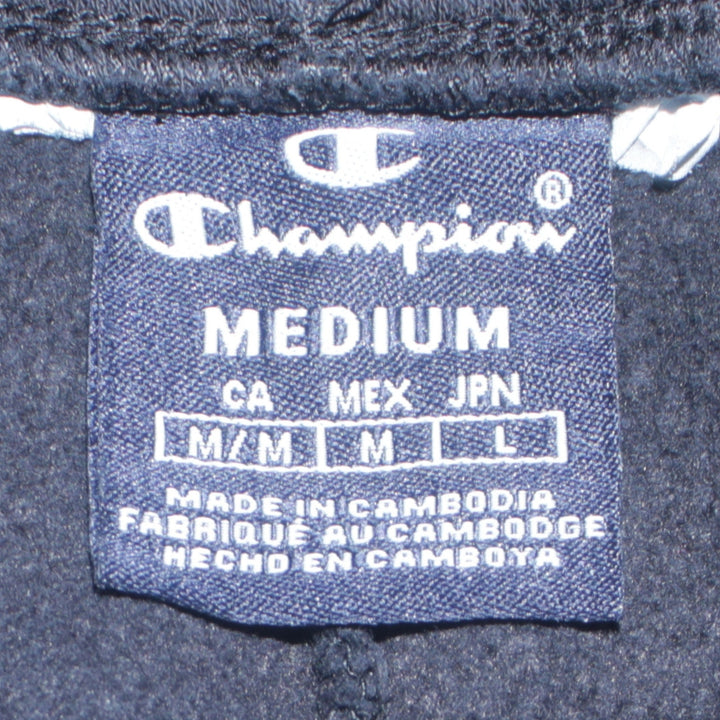 Champion®
MEDIUM
CA MEX JPN
M/M M L
MADE IN CAMBODIA
FABRIQUÉ AU CAMBODGE
HECHO EN CAMBOYA